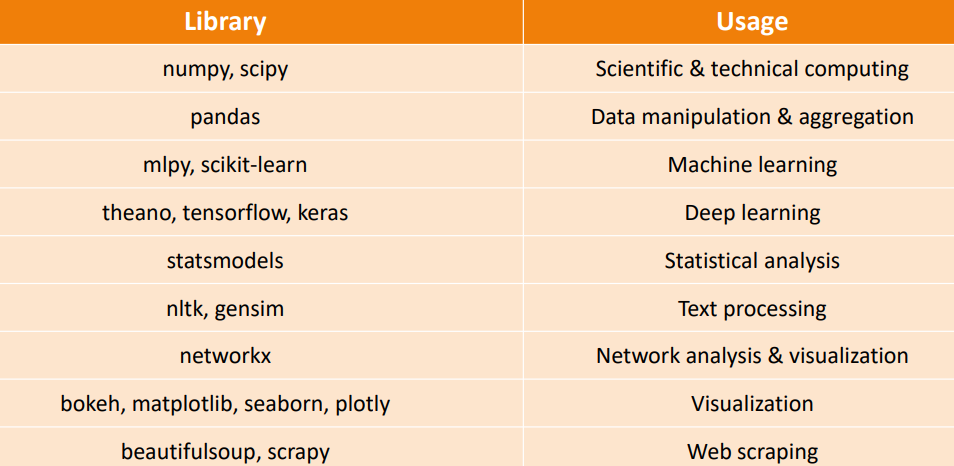 Library Usage
numpy, scipy Scientific & technical computing
pandas Data manipulation & aggregation
mlpy, scikit-learn Machine learning
theano, tensorflow, keras Deep learning
statsmodels Statistical analysis
nltk, gensim Text processing
networkx Network analysis & visualization
bokeh, matplotlib, seaborn, plotly Visualization
beautifulsoup, scrapy Web scraping